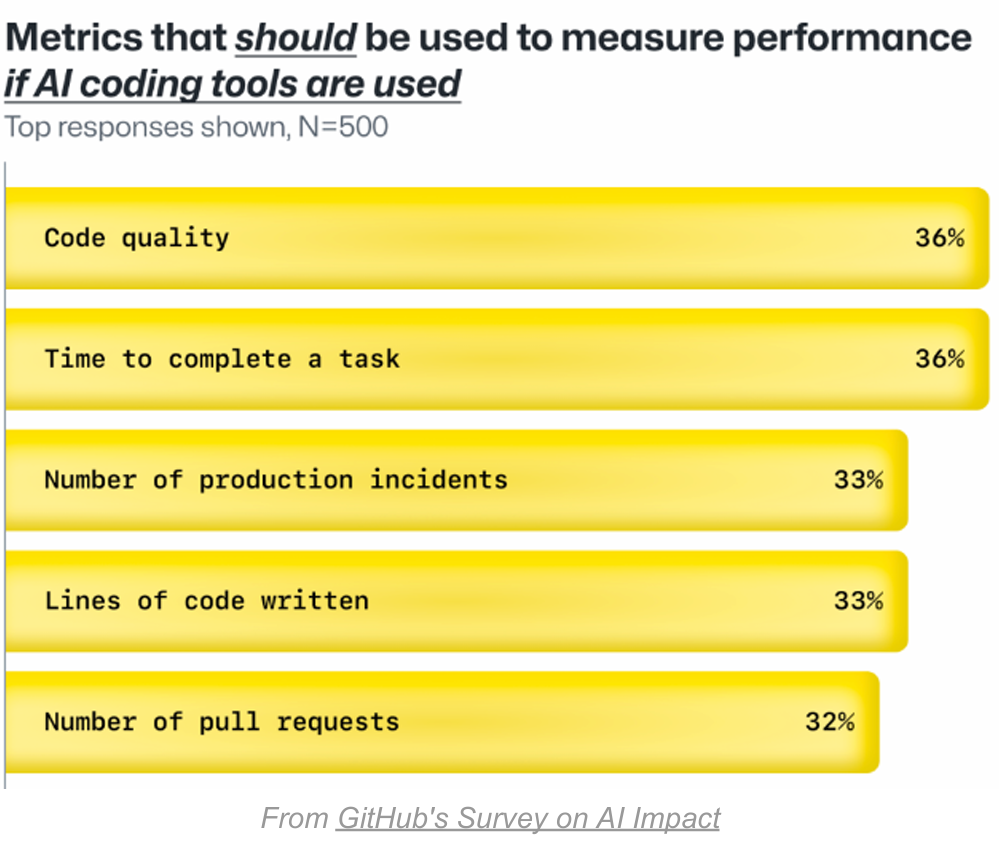 Metrics that should be used to measure performance
if AI coding tools are used
Top responses shown, N=500
Code quality 36%
Time to complete a task 36%
Number of production incidents 33%
Lines of code written 33%
Number of pull requests 32%
From GitHub's Survey on AI Impact